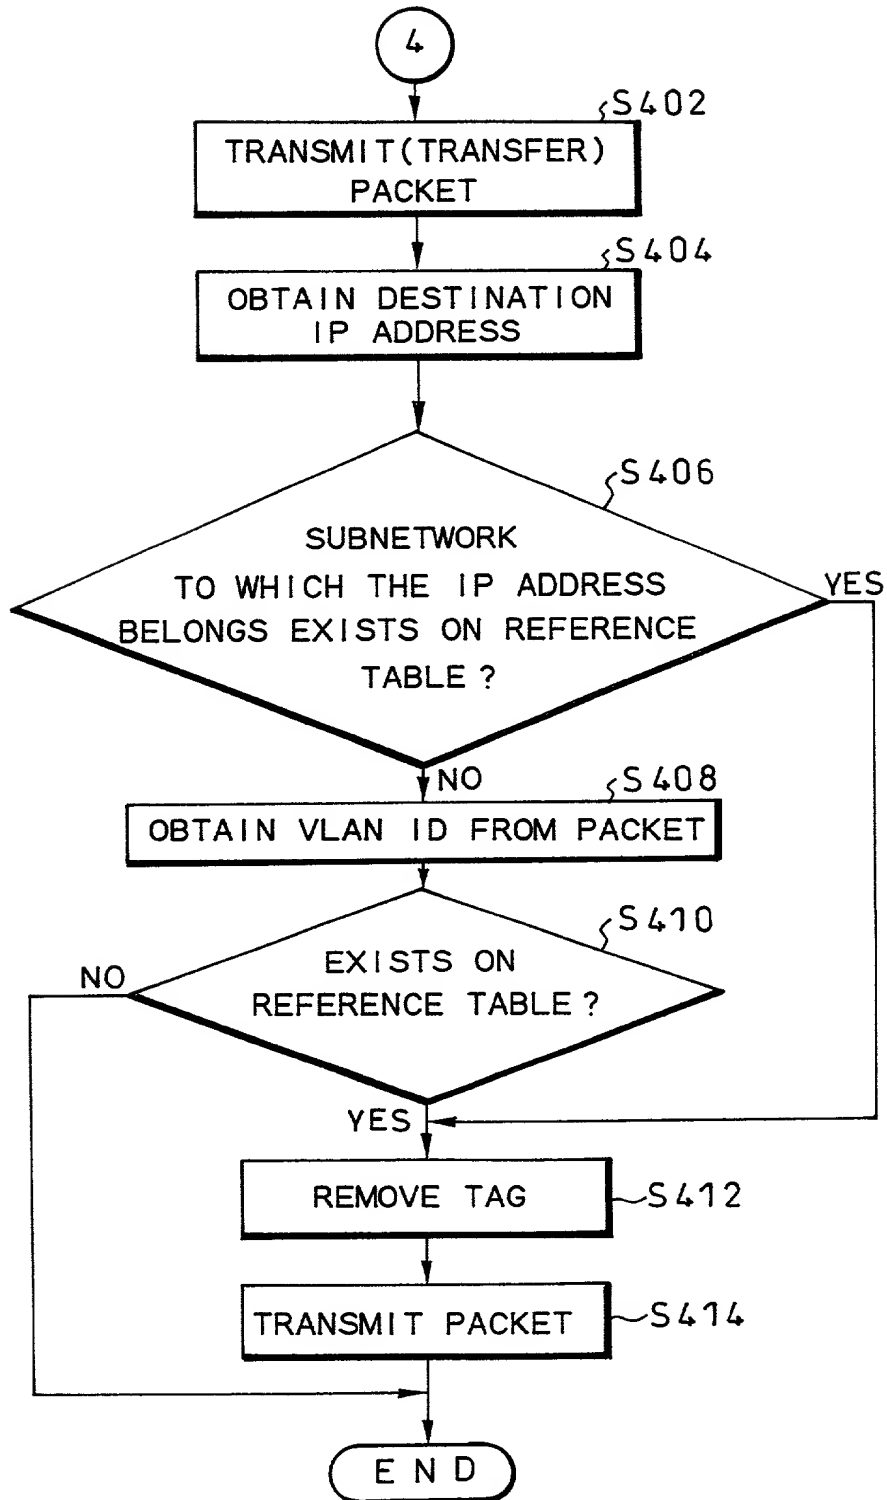 4
S402
TRANSMIT(TRANSFER)
PACKET
S404
OBTAIN DESTINATION
IP ADDRESS
S406
SUBNETWORK
TO WHICH THE IP ADDRESS
BELONGS EXISTS ON REFERENCE
TABLE ?
YES
NO
S408
OBTAIN VLAN ID FROM PACKET
S410
EXISTS ON
REFERENCE TABLE ?
NO
YES
REMOVE TAG
S412
TRANSMIT PACKET
S414
END